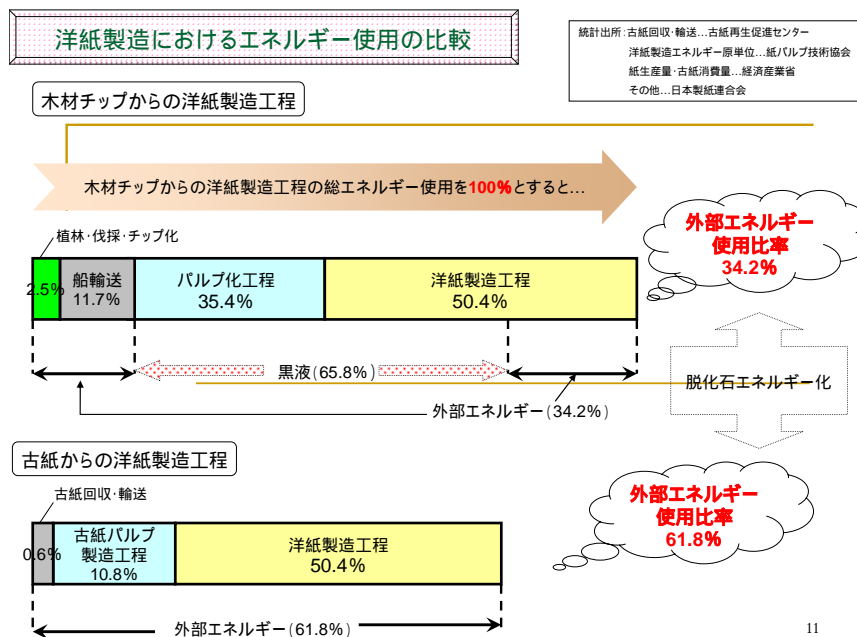 洋紙製造におけるエネルギー使用の比較
統計出所:古紙回収・輸送…古紙再生促進センター
洋紙製造エネルギー原単位…紙パルプ技術協会
紙生産量・古紙消費量…経済産業省
その他…日本製紙連合会
木材チップからの洋紙製造工程
木材チップからの洋紙製造工程の総エネルギー使用を100%とすると…
外部エネルギー
使用比率
34.2%
植林・伐採・チップ化
2.5%
船輸送
11.7%
パルプ化工程
35.4%
洋紙製造工程
50.4%
黒液(65.8%)
外部エネルギー(34.2%)
脱化石エネルギー化
古紙からの洋紙製造工程
古紙回収・輸送
0.6%
古紙パルプ
製造工程
10.8%
洋紙製造工程
50.4%
外部エネルギー
使用比率
61.8%
外部エネルギー(61.8%)
11